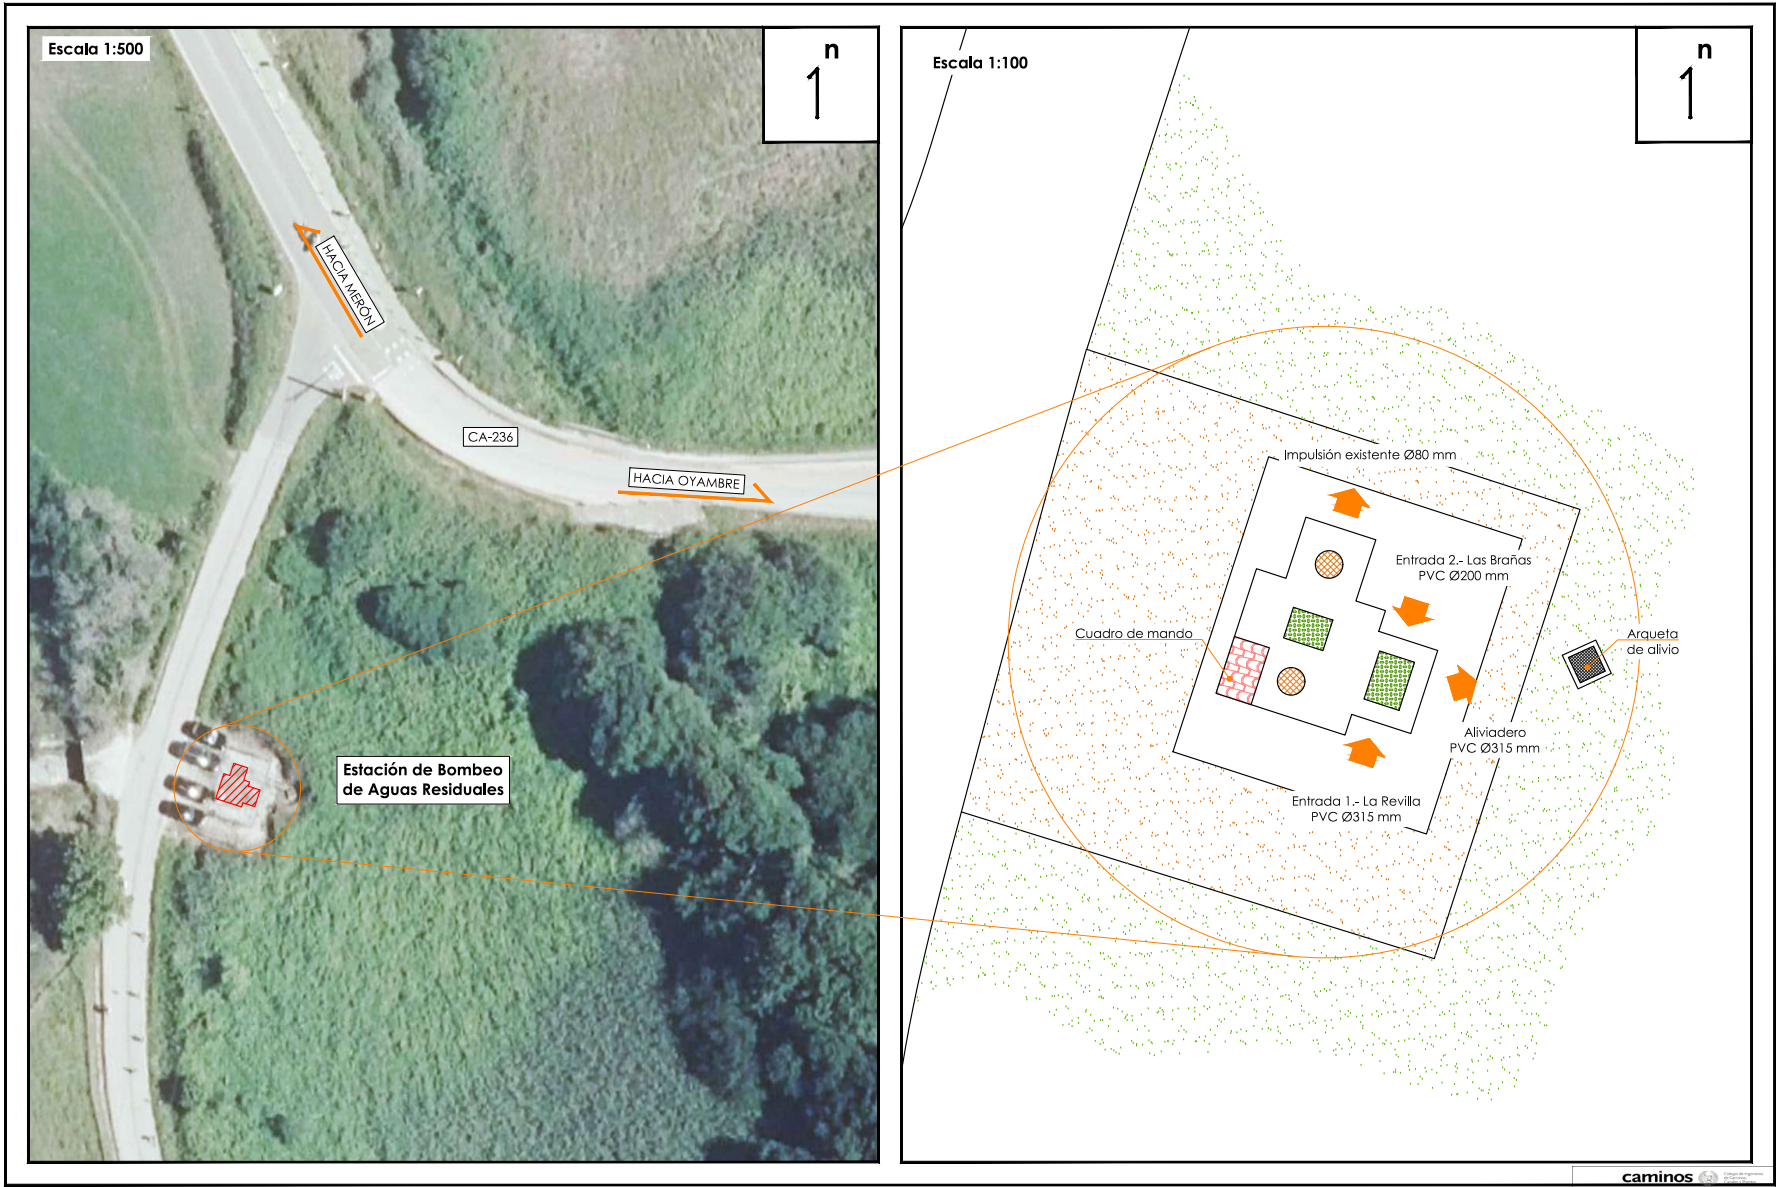 Escala 1:500
n
HACIA MERÓN
CA-236
HACIA OYAMBRE
Estación de Bombeo
de Aguas Residuales
Escala 1:100
n
Impulsión existente Ø80 mm
Entrada 2.- Las Brañas
PVC Ø200 mm
Cuadro de mando
Arqueta
de alivio
Aliviadero
PVC Ø315 mm
Entrada 1.- La Revilla
PVC Ø315 mm
caminos